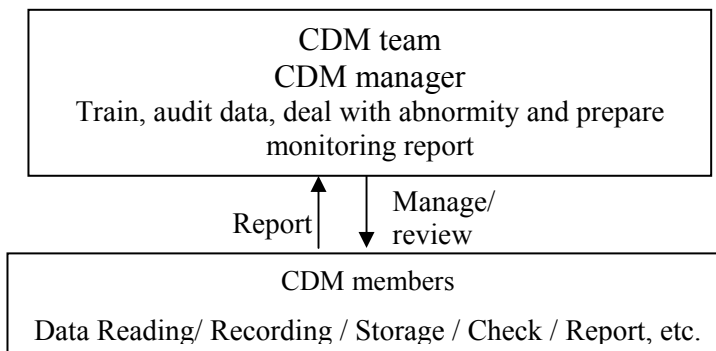 CDM team
CDM manager
Train, audit data, deal with abnormity and prepare
monitoring report
Report
Manage/
review
CDM members
Data Reading/ Recording / Storage / Check / Report, etc.